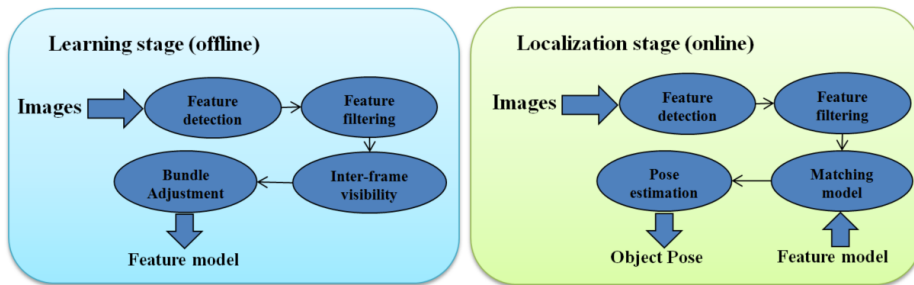 Learning stage (offline)
Images
Feature
detection
Feature
filtering
Bundle
Adjustment
Inter-frame
visibility
Feature model
Localization stage (online)
Images
Feature
detection
Feature
filtering
Pose
estimation
Matching
model
Object Pose
Feature model